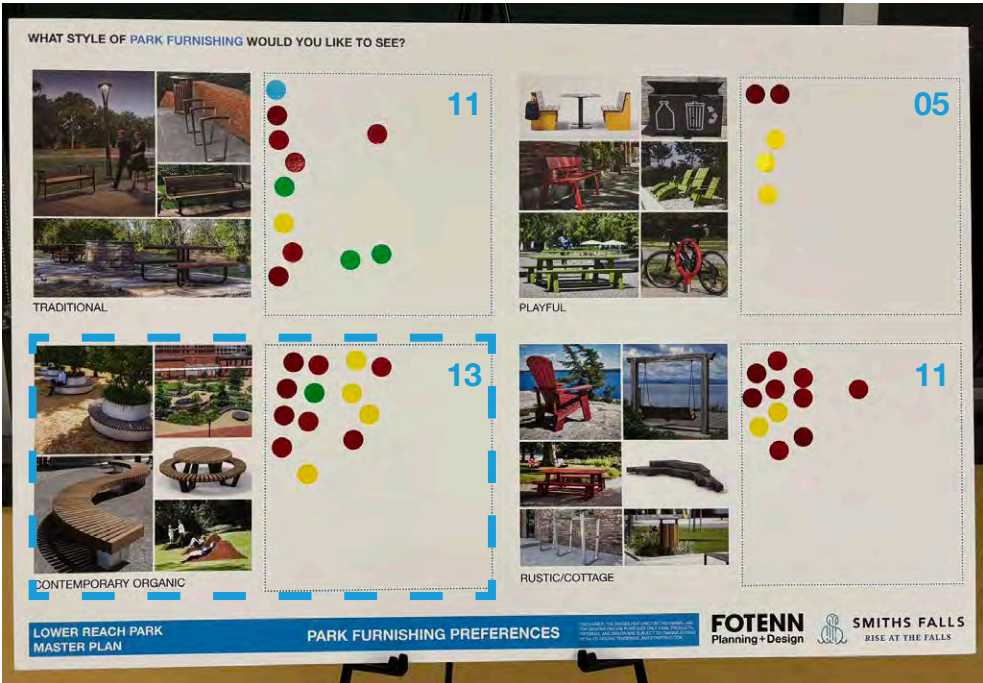 WHAT STYLE OF PARK FURNISHING WOULD YOU LIKE TO SEE?
11
TRADITIONAL
05
PLAYFUL
13
CONTEMPORARY ORGANIC
11
RUSTIC/COTTAGE
LOWER REACH PARK
MASTER PLAN
PARK FURNISHING PREFERENCES
FOTENN
Planning + Design
SMITHS FALLS
RISE AT THE FALLS